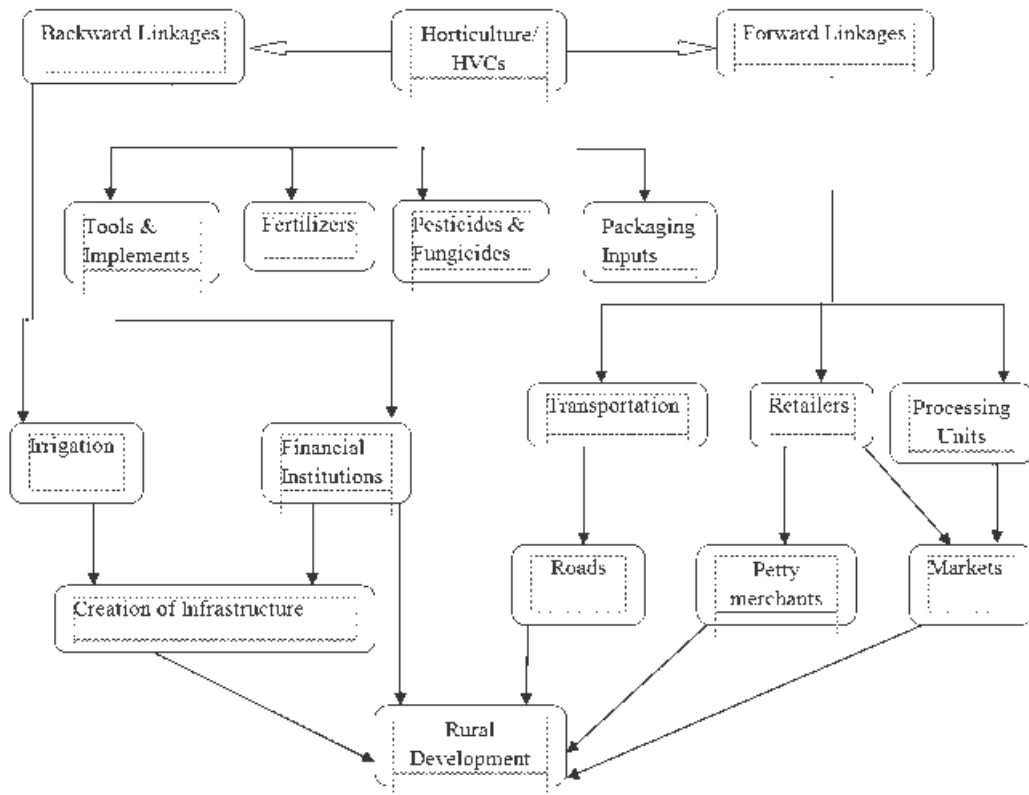 Backward Linkages
Horticulture/
HVCs
Forward Linkages
Tools &
Implements
Fertilizers
Pesticides &
Fungicides
Packaging
Inputs
Transportation
Retailers
Processing
Units
Irrigation
Financial
Institutions
Roads
Petty
merchants
Markets
Creation of Infrastructure
Rural
Development